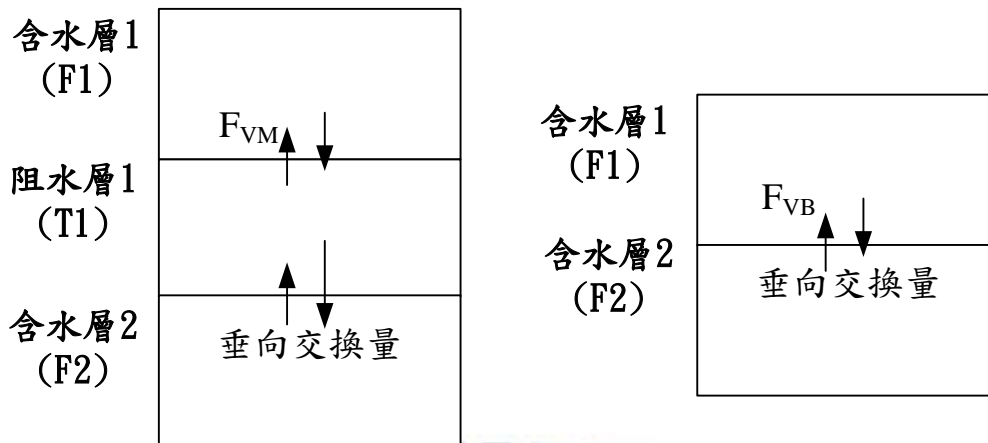 含水層1
(F1)
F_VM
阻水層1
(T1)
含水層2
(F2)
垂向交換量
含水層1
(F1)
F_VB
含水層2
(F2)
垂向交換量